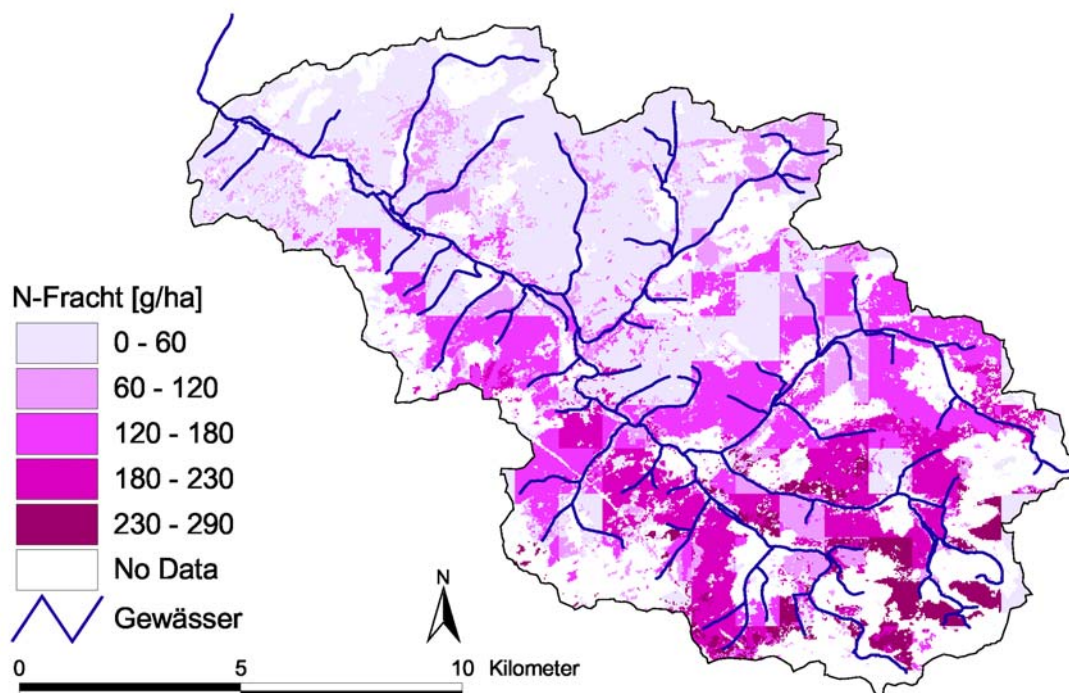 N-Fracht [g/ha]
0 - 60
60 - 120
120 - 180
180 - 230
230 - 290
No Data
Gewässer
N
0 5 10 Kilometer